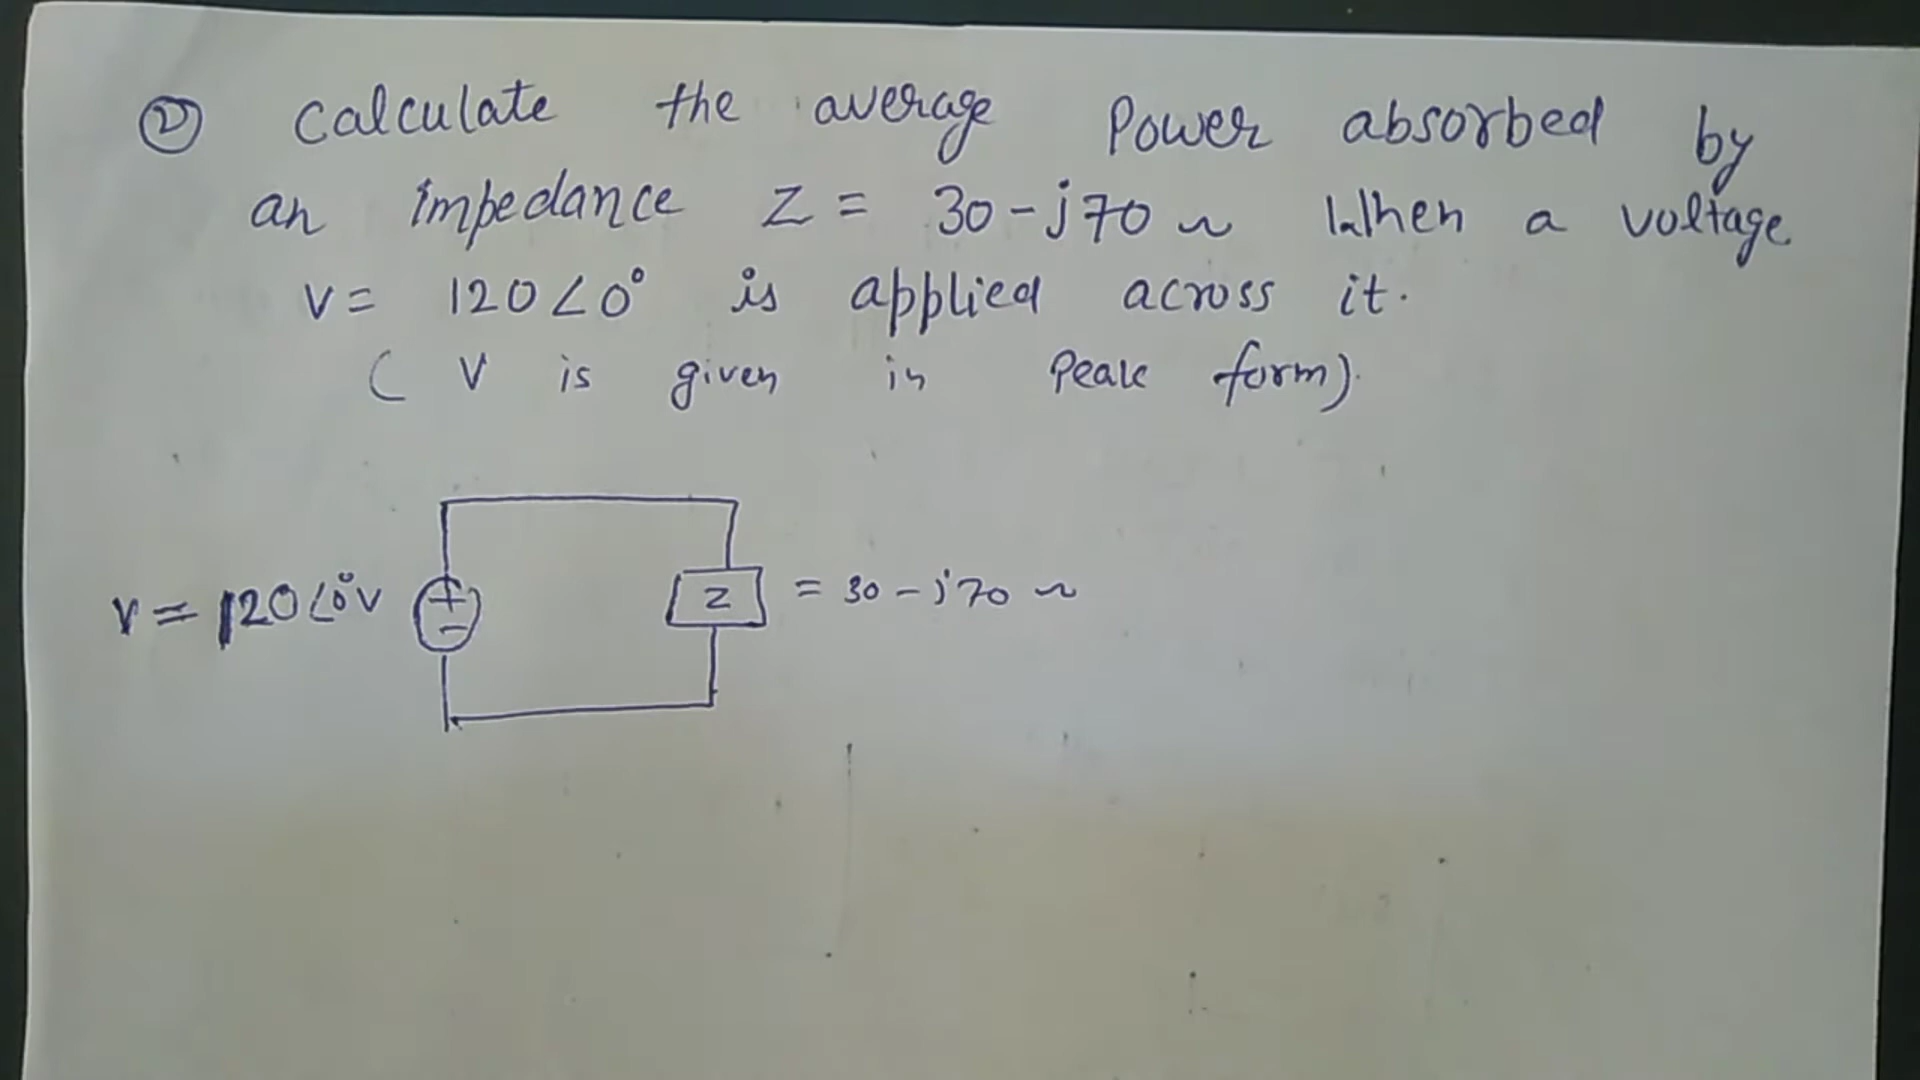 ② Calculate the average Power absorbed by
an impedance Z = 30-j70 ~ When a voltage
V = 120∠0° is applied across it.
( V is given in Peak form).
V = 120∠0° V
+
-
Z = 30 - j70 ~